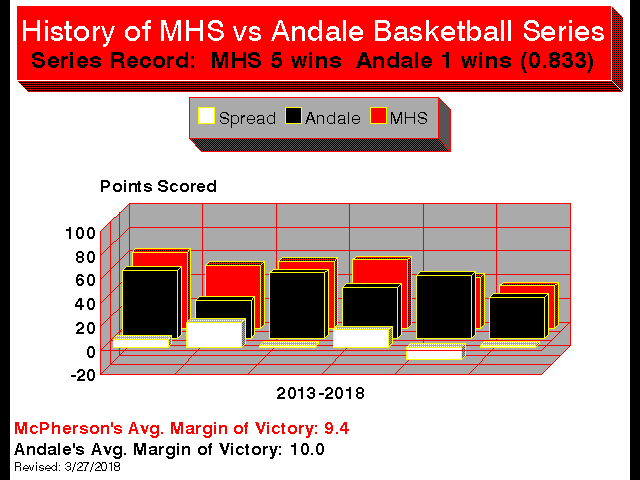 History of MHS vs Andale Basketball Series
Series Record:  MHS 5 wins  Andale 1 wins (0.833)
Spread Andale MHS
Points Scored
100
80
60
40
20
0
-20
2013-2018
McPherson's Avg. Margin of Victory: 9.4
Andale's Avg. Margin of Victory: 10.0
Revised: 3/27/2018